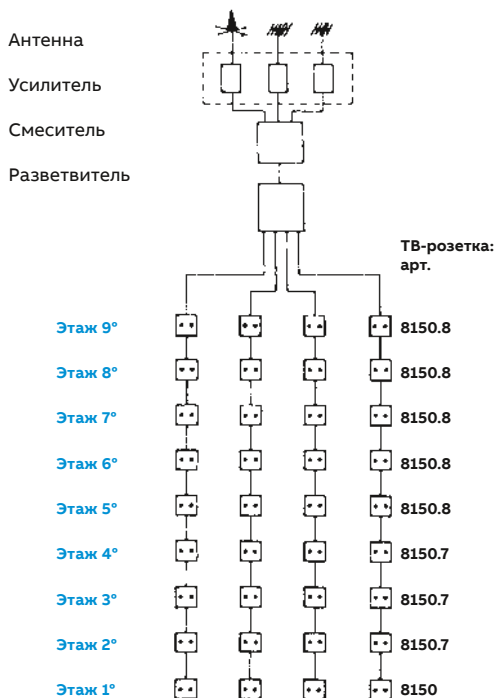 Антенна
Усилитель
Смеситель
Разветвитель
ТВ-розетка:
арт.
Этаж 9° 8150.8
Этаж 8° 8150.8
Этаж 7° 8150.8
Этаж 6° 8150.8
Этаж 5° 8150.8
Этаж 4° 8150.7
Этаж 3° 8150.7
Этаж 2° 8150.7
Этаж 1° 8150